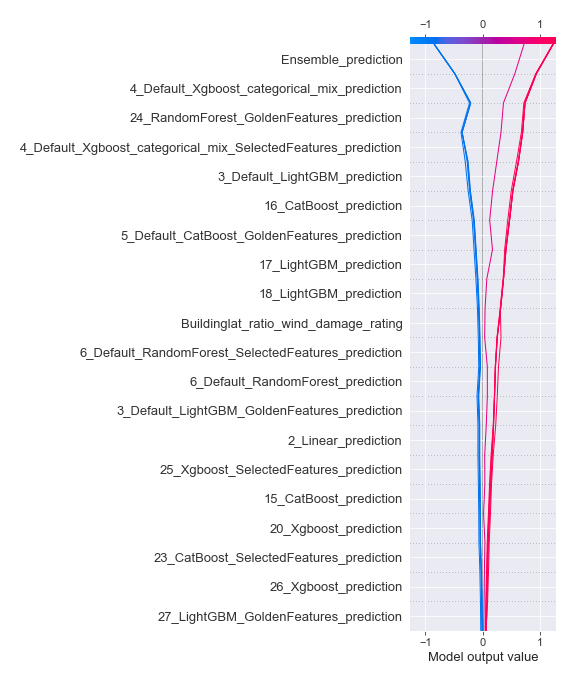 −1 0 1
Ensemble_prediction
4_Default_Xgboost_categorical_mix_prediction
24_RandomForest_GoldenFeatures_prediction
4_Default_Xgboost_categorical_mix_SelectedFeatures_prediction
3_Default_LightGBM_prediction
16_CatBoost_prediction
5_Default_CatBoost_GoldenFeatures_prediction
17_LightGBM_prediction
18_LightGBM_prediction
Buildinglat_ratio_wind_damage_rating
6_Default_RandomForest_SelectedFeatures_prediction
6_Default_RandomForest_prediction
3_Default_LightGBM_GoldenFeatures_prediction
2_Linear_prediction
25_Xgboost_SelectedFeatures_prediction
15_CatBoost_prediction
20_Xgboost_prediction
23_CatBoost_SelectedFeatures_prediction
26_Xgboost_prediction
27_LightGBM_GoldenFeatures_prediction
−1 0 1
Model output value